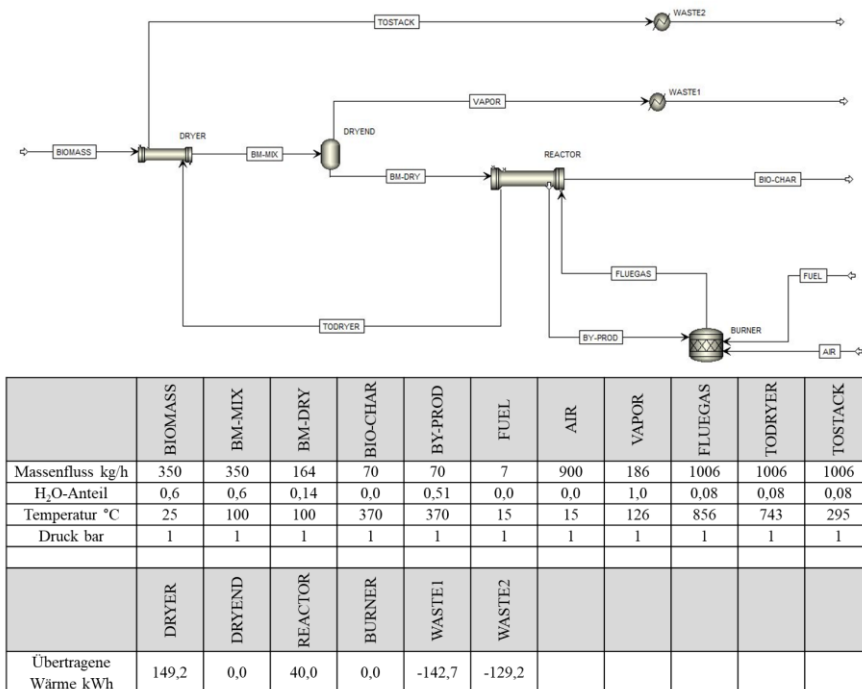 TOSTACK
WASTE2
VAPOR
WASTE1
DRYER
DRYEND
BIOMASS
BM-MIX
REACTOR
BM-DRY
BIO-CHAR
FLUEGAS
FUEL
TODRYER
BY-PROD
BURNER
AIR
BIOMASS BM-MIX BM-DRY BIO-CHAR BY-PROD FUEL AIR VAPOR FLUEGAS TODRYER TOSTACK
Massenfluss kg/h 350 350 164 70 70 7 900 186 1006 1006 1006
H₂O-Anteil 0,6 0,6 0,14 0,0 0,51 0,0 0,0 1,0 0,08 0,08 0,08
Temperatur °C 25 100 100 370 370 15 15 126 856 743 295
Druck bar 1 1 1 1 1 1 1 1 1 1 1
DRYER DRYEND REACTOR BURNER WASTE1 WASTE2
Übertragene
Wärme kWh 149,2 0,0 40,0 0,0 -142,7 -129,2